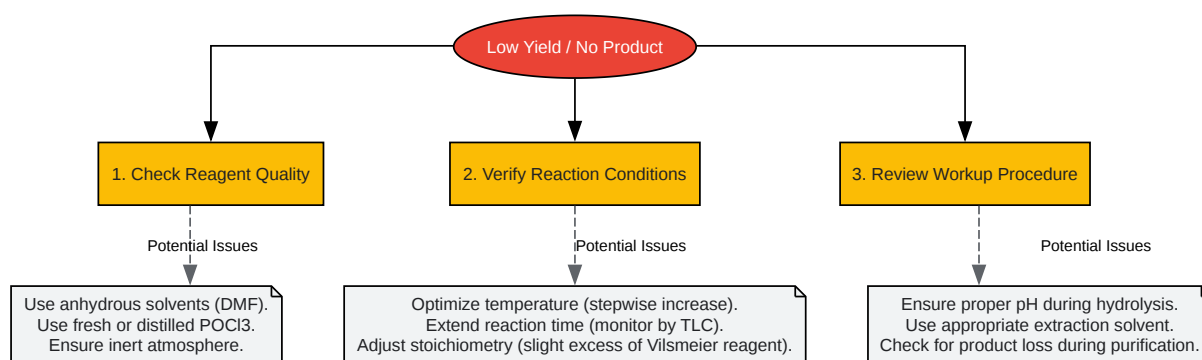 Low Yield / No Product
1. Check Reagent Quality
2. Verify Reaction Conditions
3. Review Workup Procedure
Potential Issues
Potential Issues
Potential Issues
Use anhydrous solvents (DMF).
Use fresh or distilled POCl3.
Ensure inert atmosphere.
Optimize temperature (stepwise increase).
Extend reaction time (monitor by TLC).
Adjust stoichiometry (slight excess of Vilsmeier reagent).
Ensure proper pH during hydrolysis.
Use appropriate extraction solvent.
Check for product loss during purification.